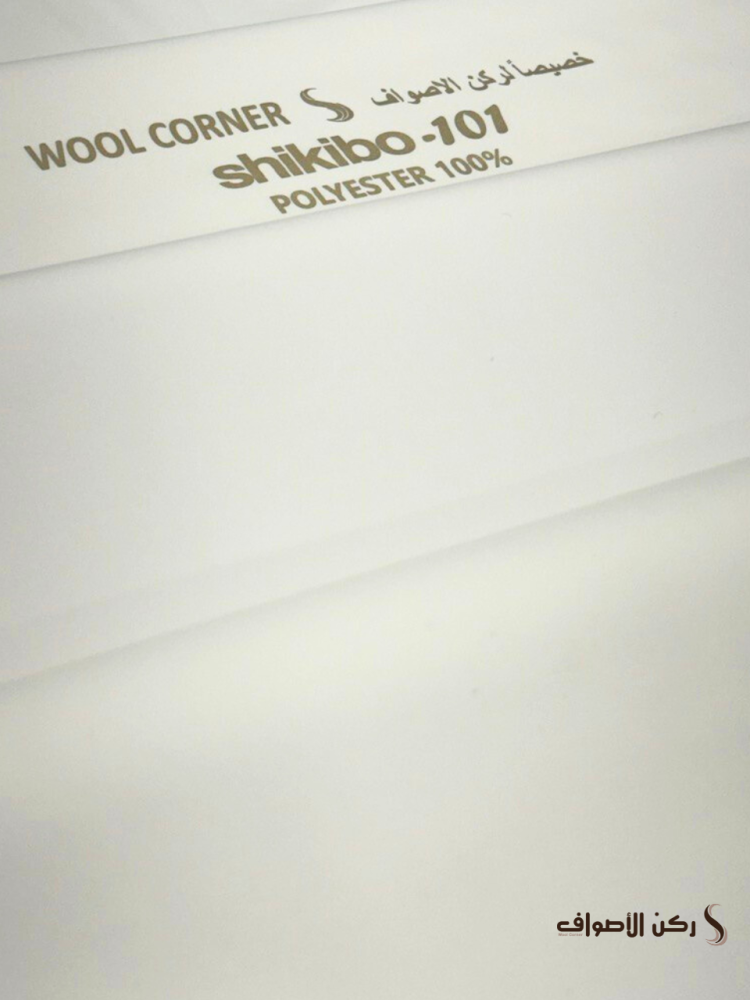 WOOL CORNER خصيصاً لركن الاصواف
shikibo-101
POLYESTER 100%
ركن الأصواف